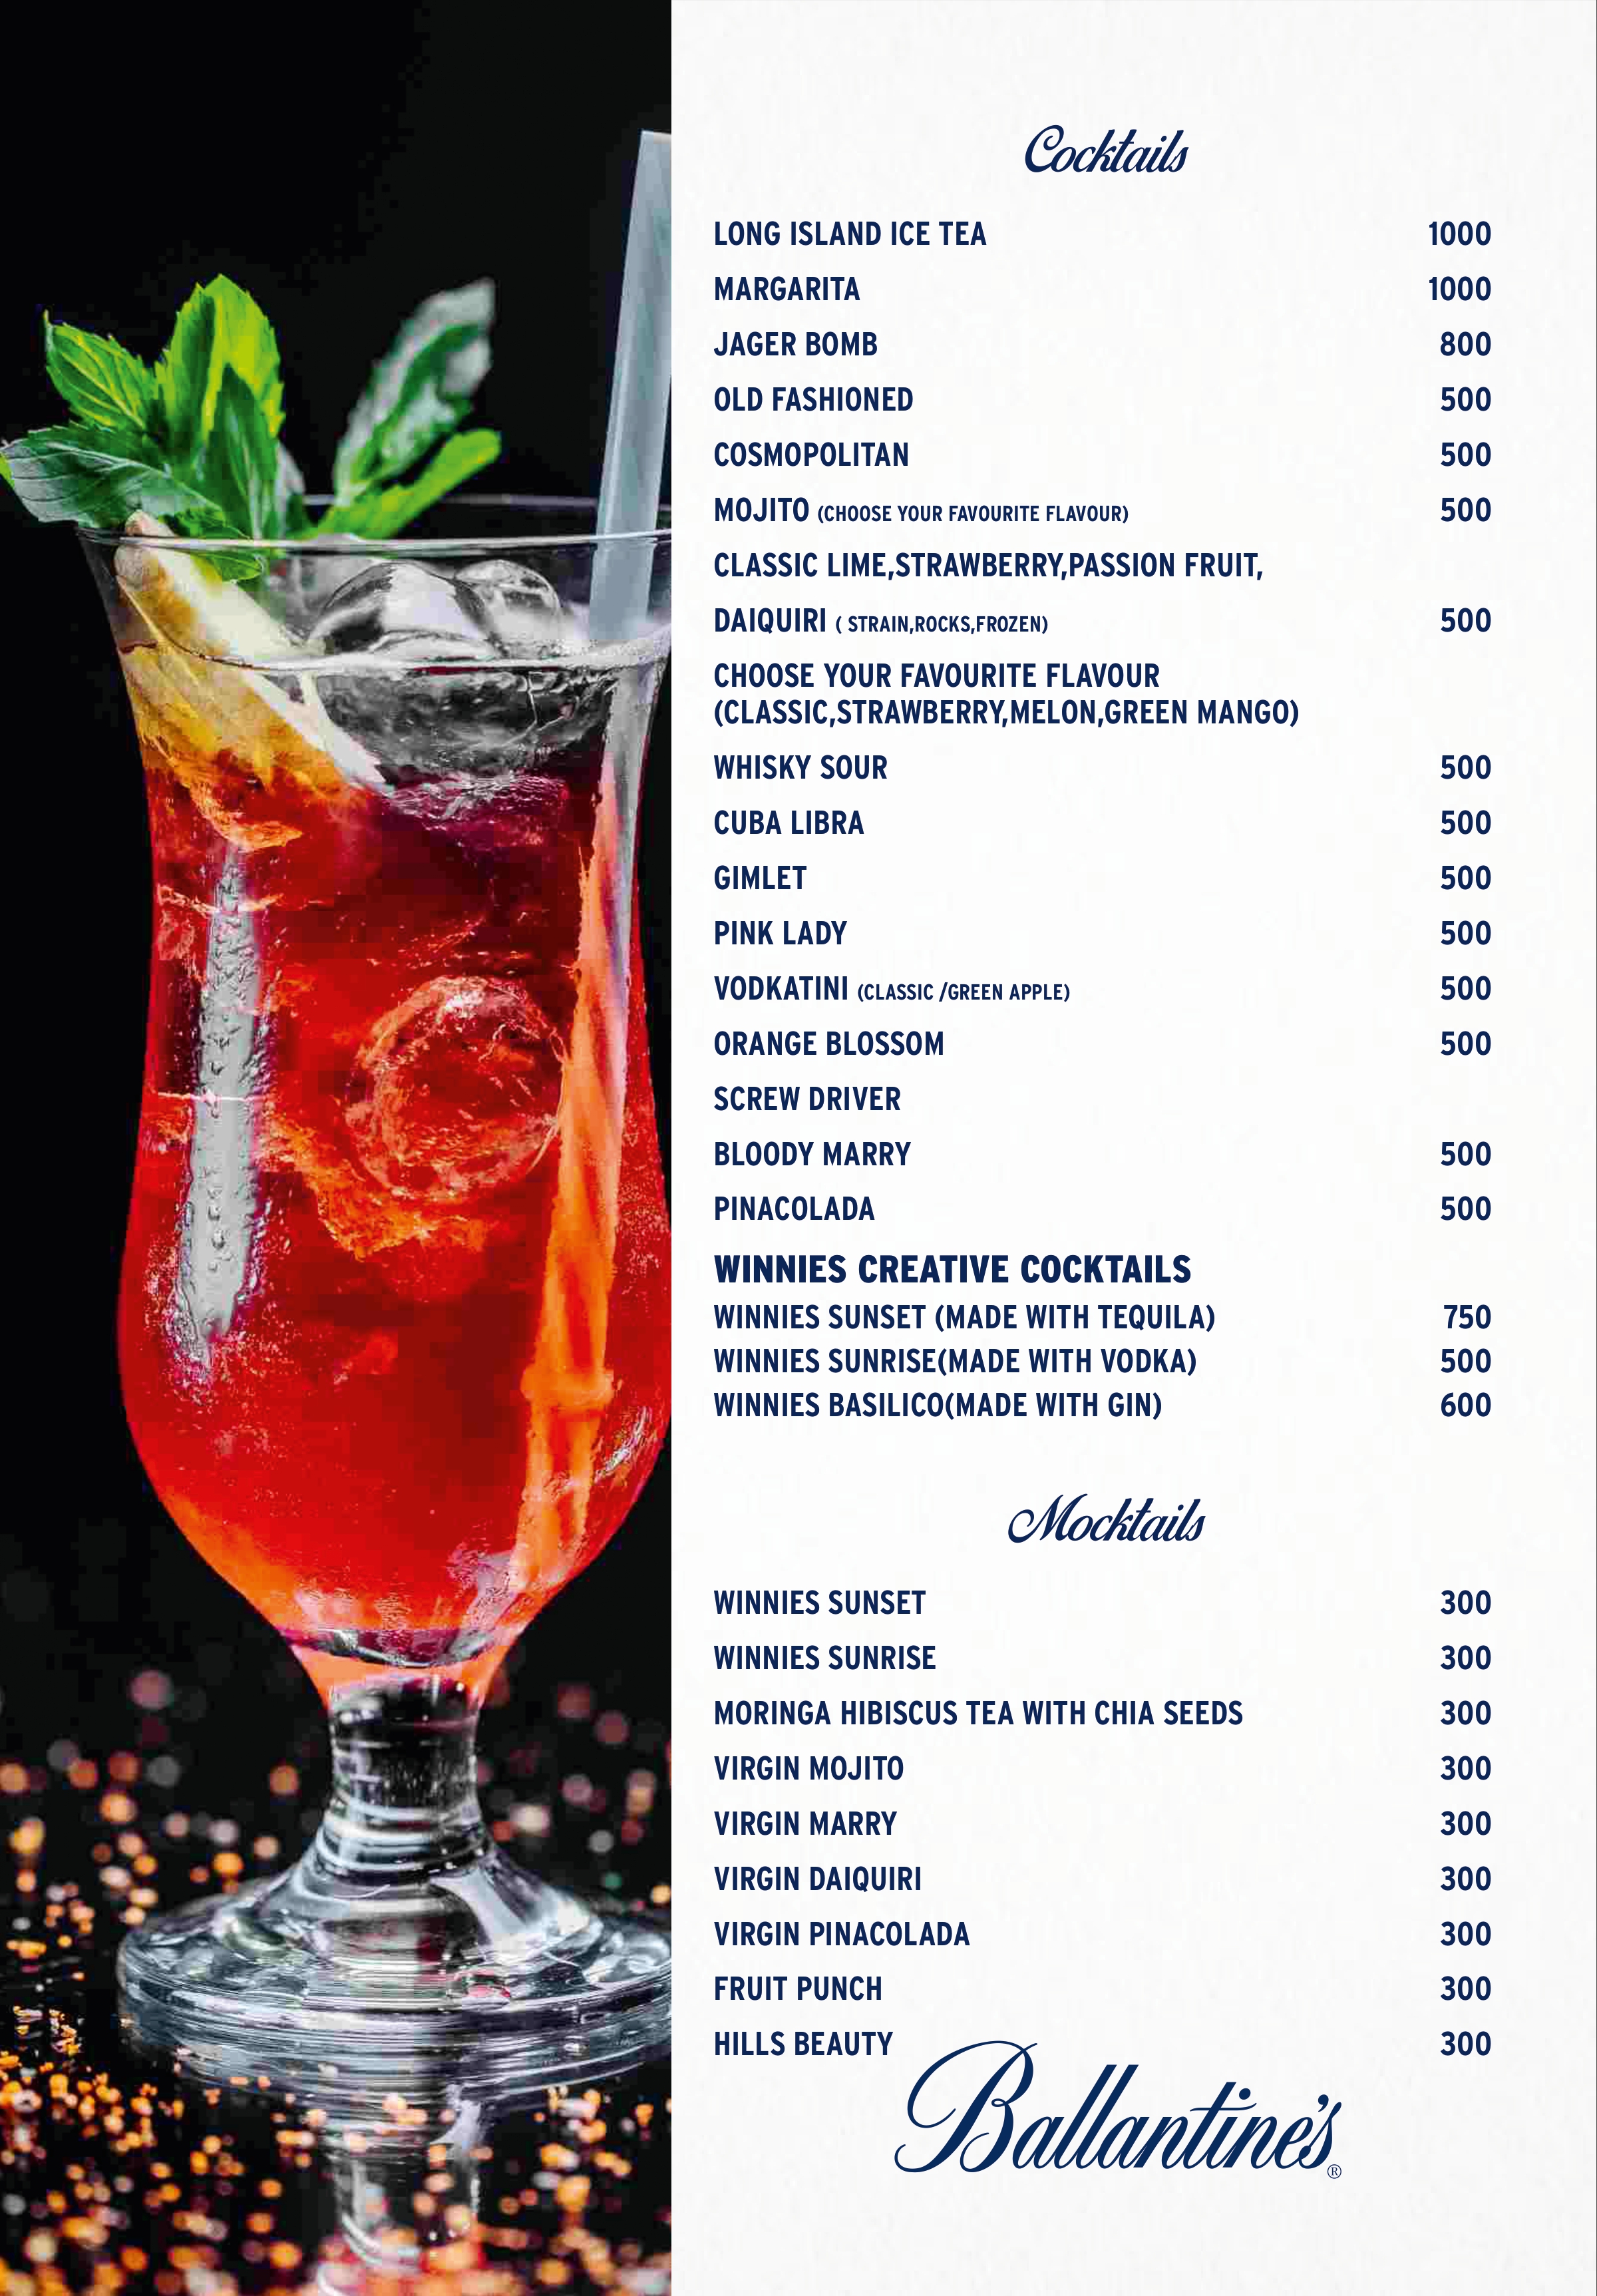 Cocktails
LONG ISLAND ICE TEA 1000
MARGARITA 1000
JAGER BOMB 800
OLD FASHIONED 500
COSMOPOLITAN 500
MOJITO (CHOOSE YOUR FAVOURITE FLAVOUR) 500
CLASSIC LIME,STRAWBERRY,PASSION FRUIT,
DAIQUIRI ( STRAIN,ROCKS,FROZEN) 500
CHOOSE YOUR FAVOURITE FLAVOUR
(CLASSIC,STRAWBERRY,MELON,GREEN MANGO)
WHISKY SOUR 500
CUBA LIBRA 500
GIMLET 500
PINK LADY 500
VODKATINI (CLASSIC /GREEN APPLE) 500
ORANGE BLOSSOM 500
SCREW DRIVER
BLOODY MARRY 500
PINACOLADA 500
WINNIES CREATIVE COCKTAILS
WINNIES SUNSET (MADE WITH TEQUILA) 750
WINNIES SUNRISE(MADE WITH VODKA) 500
WINNIES BASILICO(MADE WITH GIN) 600
Mocktails
WINNIES SUNSET 300
WINNIES SUNRISE 300
MORINGA HIBISCUS TEA WITH CHIA SEEDS 300
VIRGIN MOJITO 300
VIRGIN MARRY 300
VIRGIN DAIQUIRI 300
VIRGIN PINACOLADA 300
FRUIT PUNCH 300
HILLS BEAUTY 300
Ballantine's®